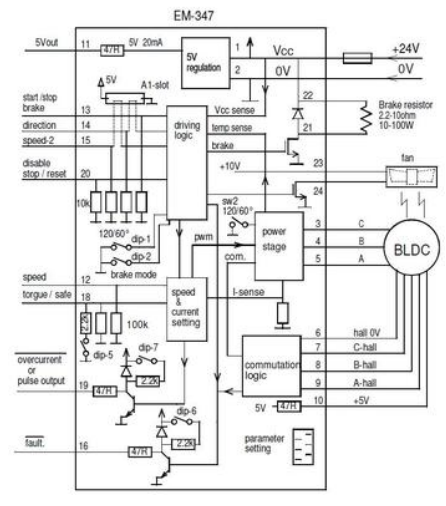 EM-347
5Vout 11 47R 5V 20mA
5V
regulation
1 Vcc
2 0V
+24V
0V
5V A1-slot
start /stop
brake 13
direction 14
speed-2 15
disable
stop / reset 20
10k
driving
logic
Vcc sense
temp sense
brake
22
21
Brake resistor
2.2-10ohm
10-100W
+10V 23
24
fan
120/60° dip-1
dip-2
brake mode
sw2
120/60°
power
stage
3 C
4 B
5 A
BLDC
pwm
com.
I-sense
speed 12
torgue / safe 18
2.2k
dip-5
100k
speed
&
current
setting
commutation
logic
6 hall 0V
7 C-hall
8 B-hall
9 A-hall
10 +5V
5V 47R
overcurrent
or
pulse output
19 47R
dip-7
2.2k
dip-6
2.2k
fault. 16 47R
parameter
setting